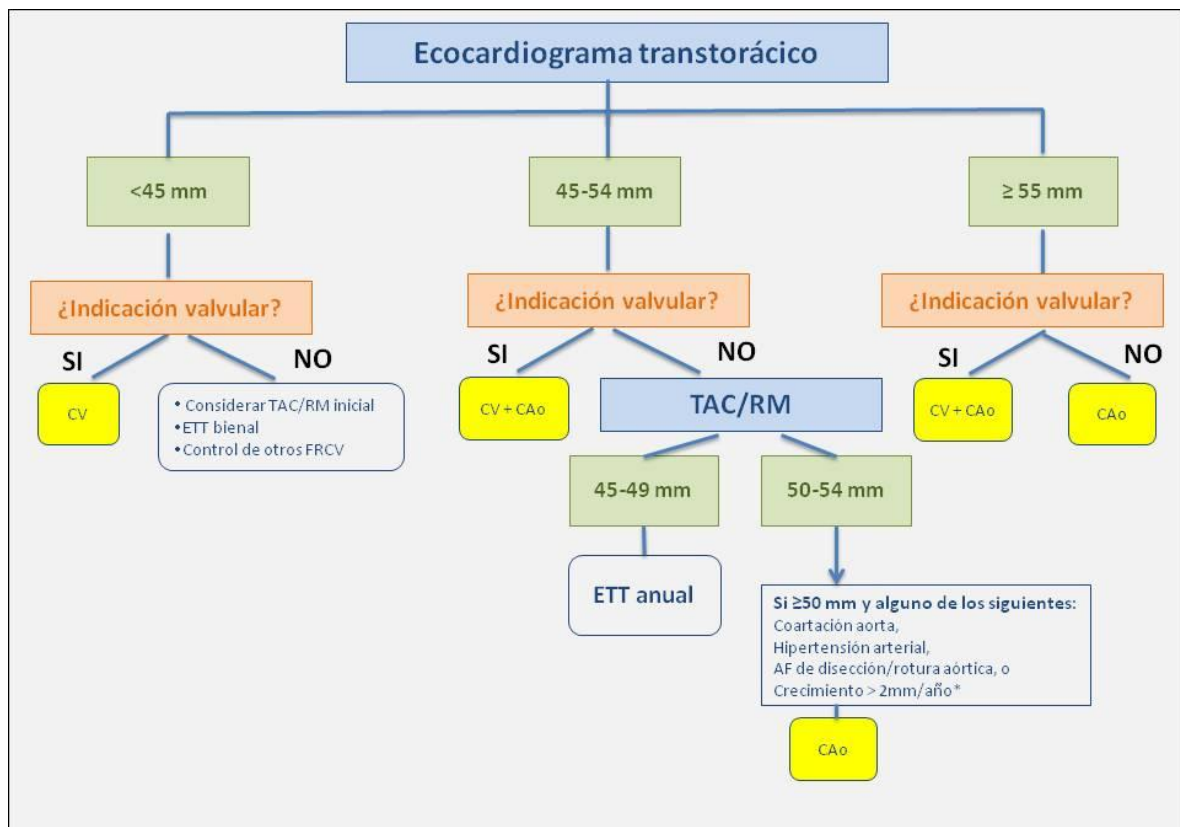 Ecocardiograma transtorácico
<45 mm
45-54 mm
≥ 55 mm
¿Indicación valvular?
¿Indicación valvular?
¿Indicación valvular?
SI
NO
SI
NO
SI
NO
CV
• Considerar TAC/RM inicial
• ETT bienal
• Control de otros FRCV
CV + CAo
TAC/RM
CV + CAo
CAo
45-49 mm
50-54 mm
ETT anual
Si ≥50 mm y alguno de los siguientes:
Coartación aorta,
Hipertensión arterial,
AF de disección/rotura aórtica, o
Crecimiento > 2mm/año*
CAo